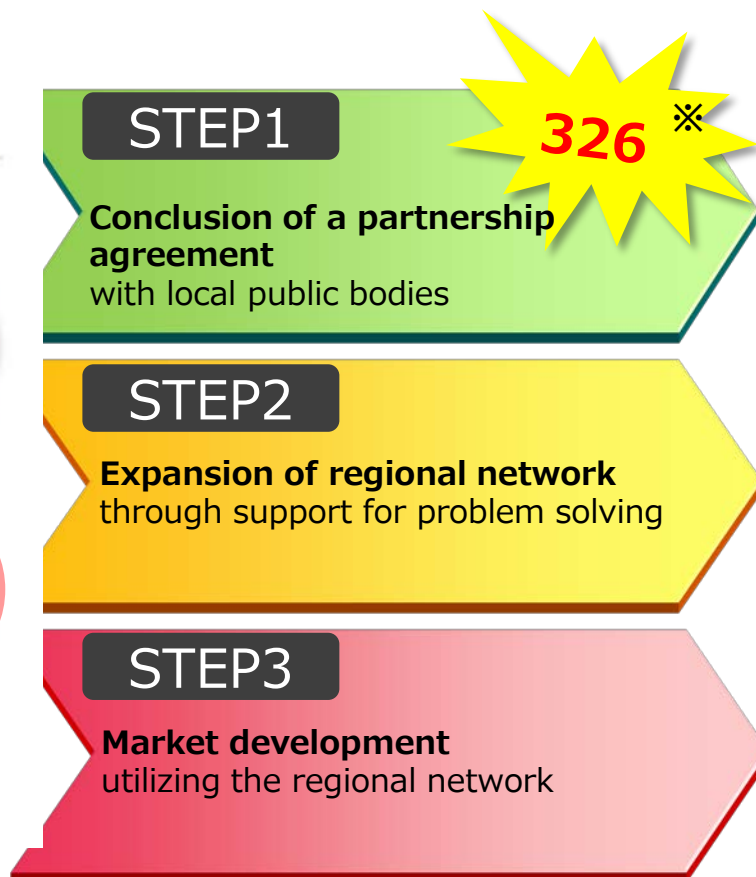 STEP1
326 ※
Conclusion of a partnership
agreement
with local public bodies
STEP2
Expansion of regional network
through support for problem solving
STEP3
Market development
utilizing the regional network